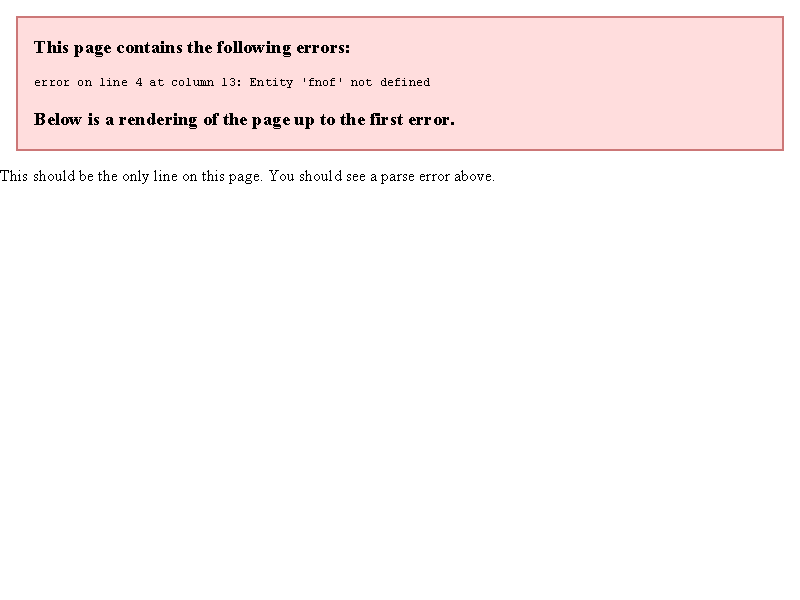 This page contains the following errors:
error on line 4 at column 13: Entity 'fnof' not defined
Below is a rendering of the page up to the first error.
This should be the only line on this page. You should see a parse error above.